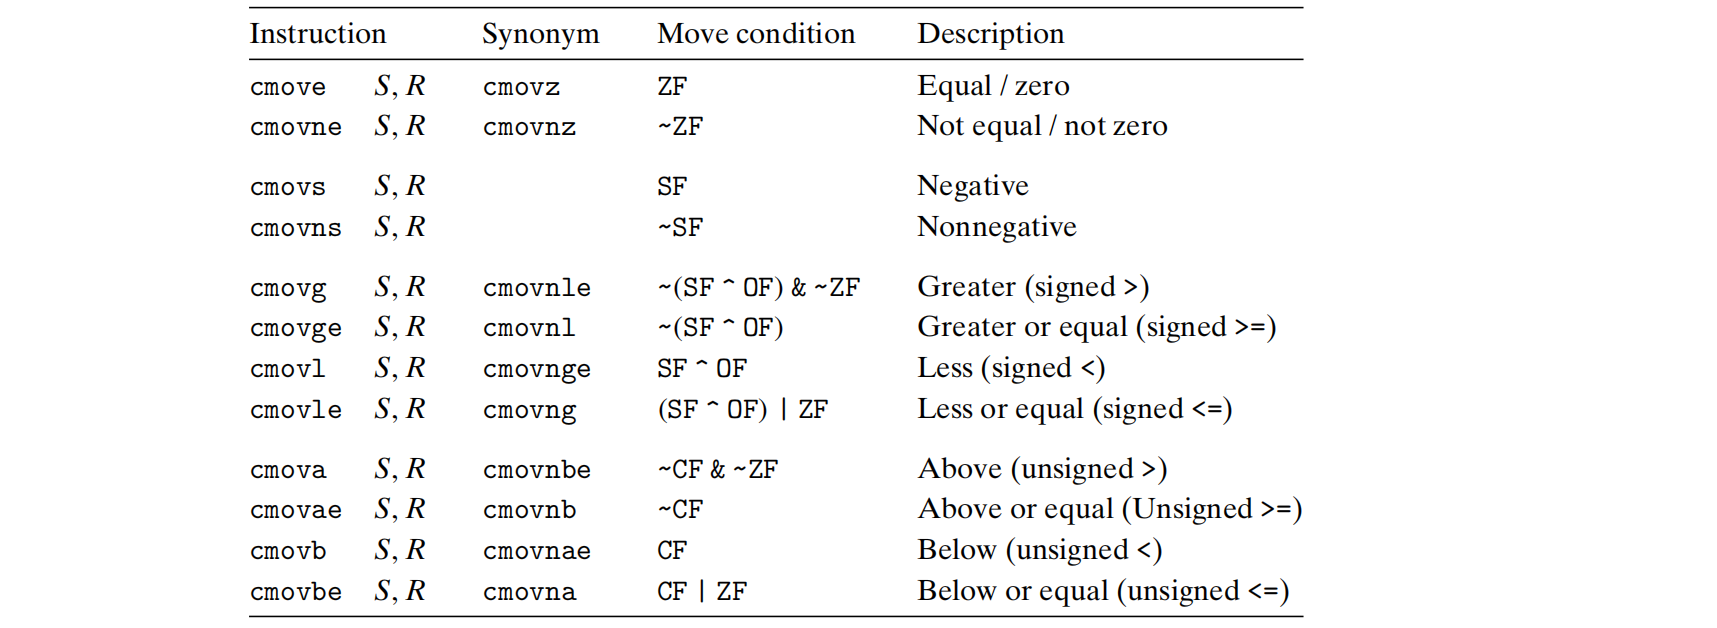 Instruction Synonym Move condition Description
cmove S, R cmovz ZF Equal / zero
cmovne S, R cmovnz ~ZF Not equal / not zero
cmovs S, R SF Negative
cmovns S, R ~SF Nonnegative
cmovg S, R cmovnle ~(SF ^ OF) & ~ZF Greater (signed >)
cmovge S, R cmovnl ~(SF ^ OF) Greater or equal (signed >=)
cmovl S, R cmovnge SF ^ OF Less (signed <)
cmovle S, R cmovng (SF ^ OF) | ZF Less or equal (signed <=)
cmova S, R cmovnbe ~CF & ~ZF Above (unsigned >)
cmovae S, R cmovnb ~CF Above or equal (Unsigned >=)
cmovb S, R cmovnae CF Below (unsigned <)
cmovbe S, R cmovna CF | ZF Below or equal (unsigned <=)